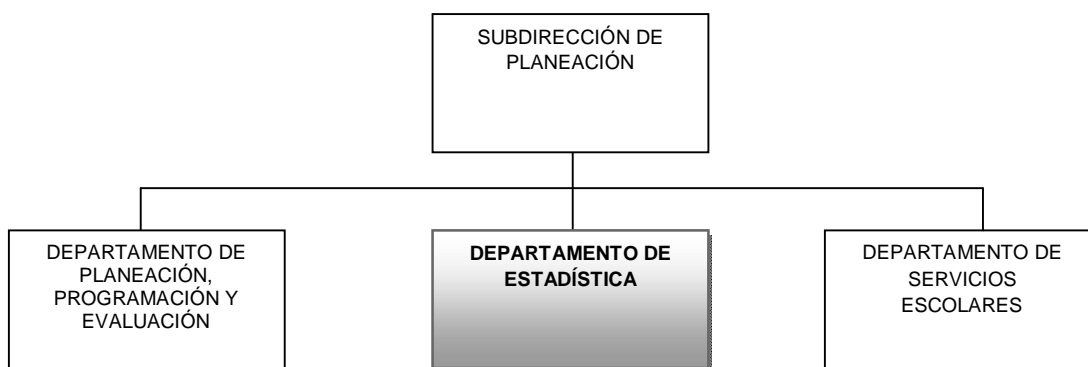 SUBDIRECCIÓN DE
PLANEACIÓN
DEPARTAMENTO DE
PLANEACIÓN,
PROGRAMACIÓN Y
EVALUACIÓN
DEPARTAMENTO DE
ESTADÍSTICA
DEPARTAMENTO DE
SERVICIOS
ESCOLARES